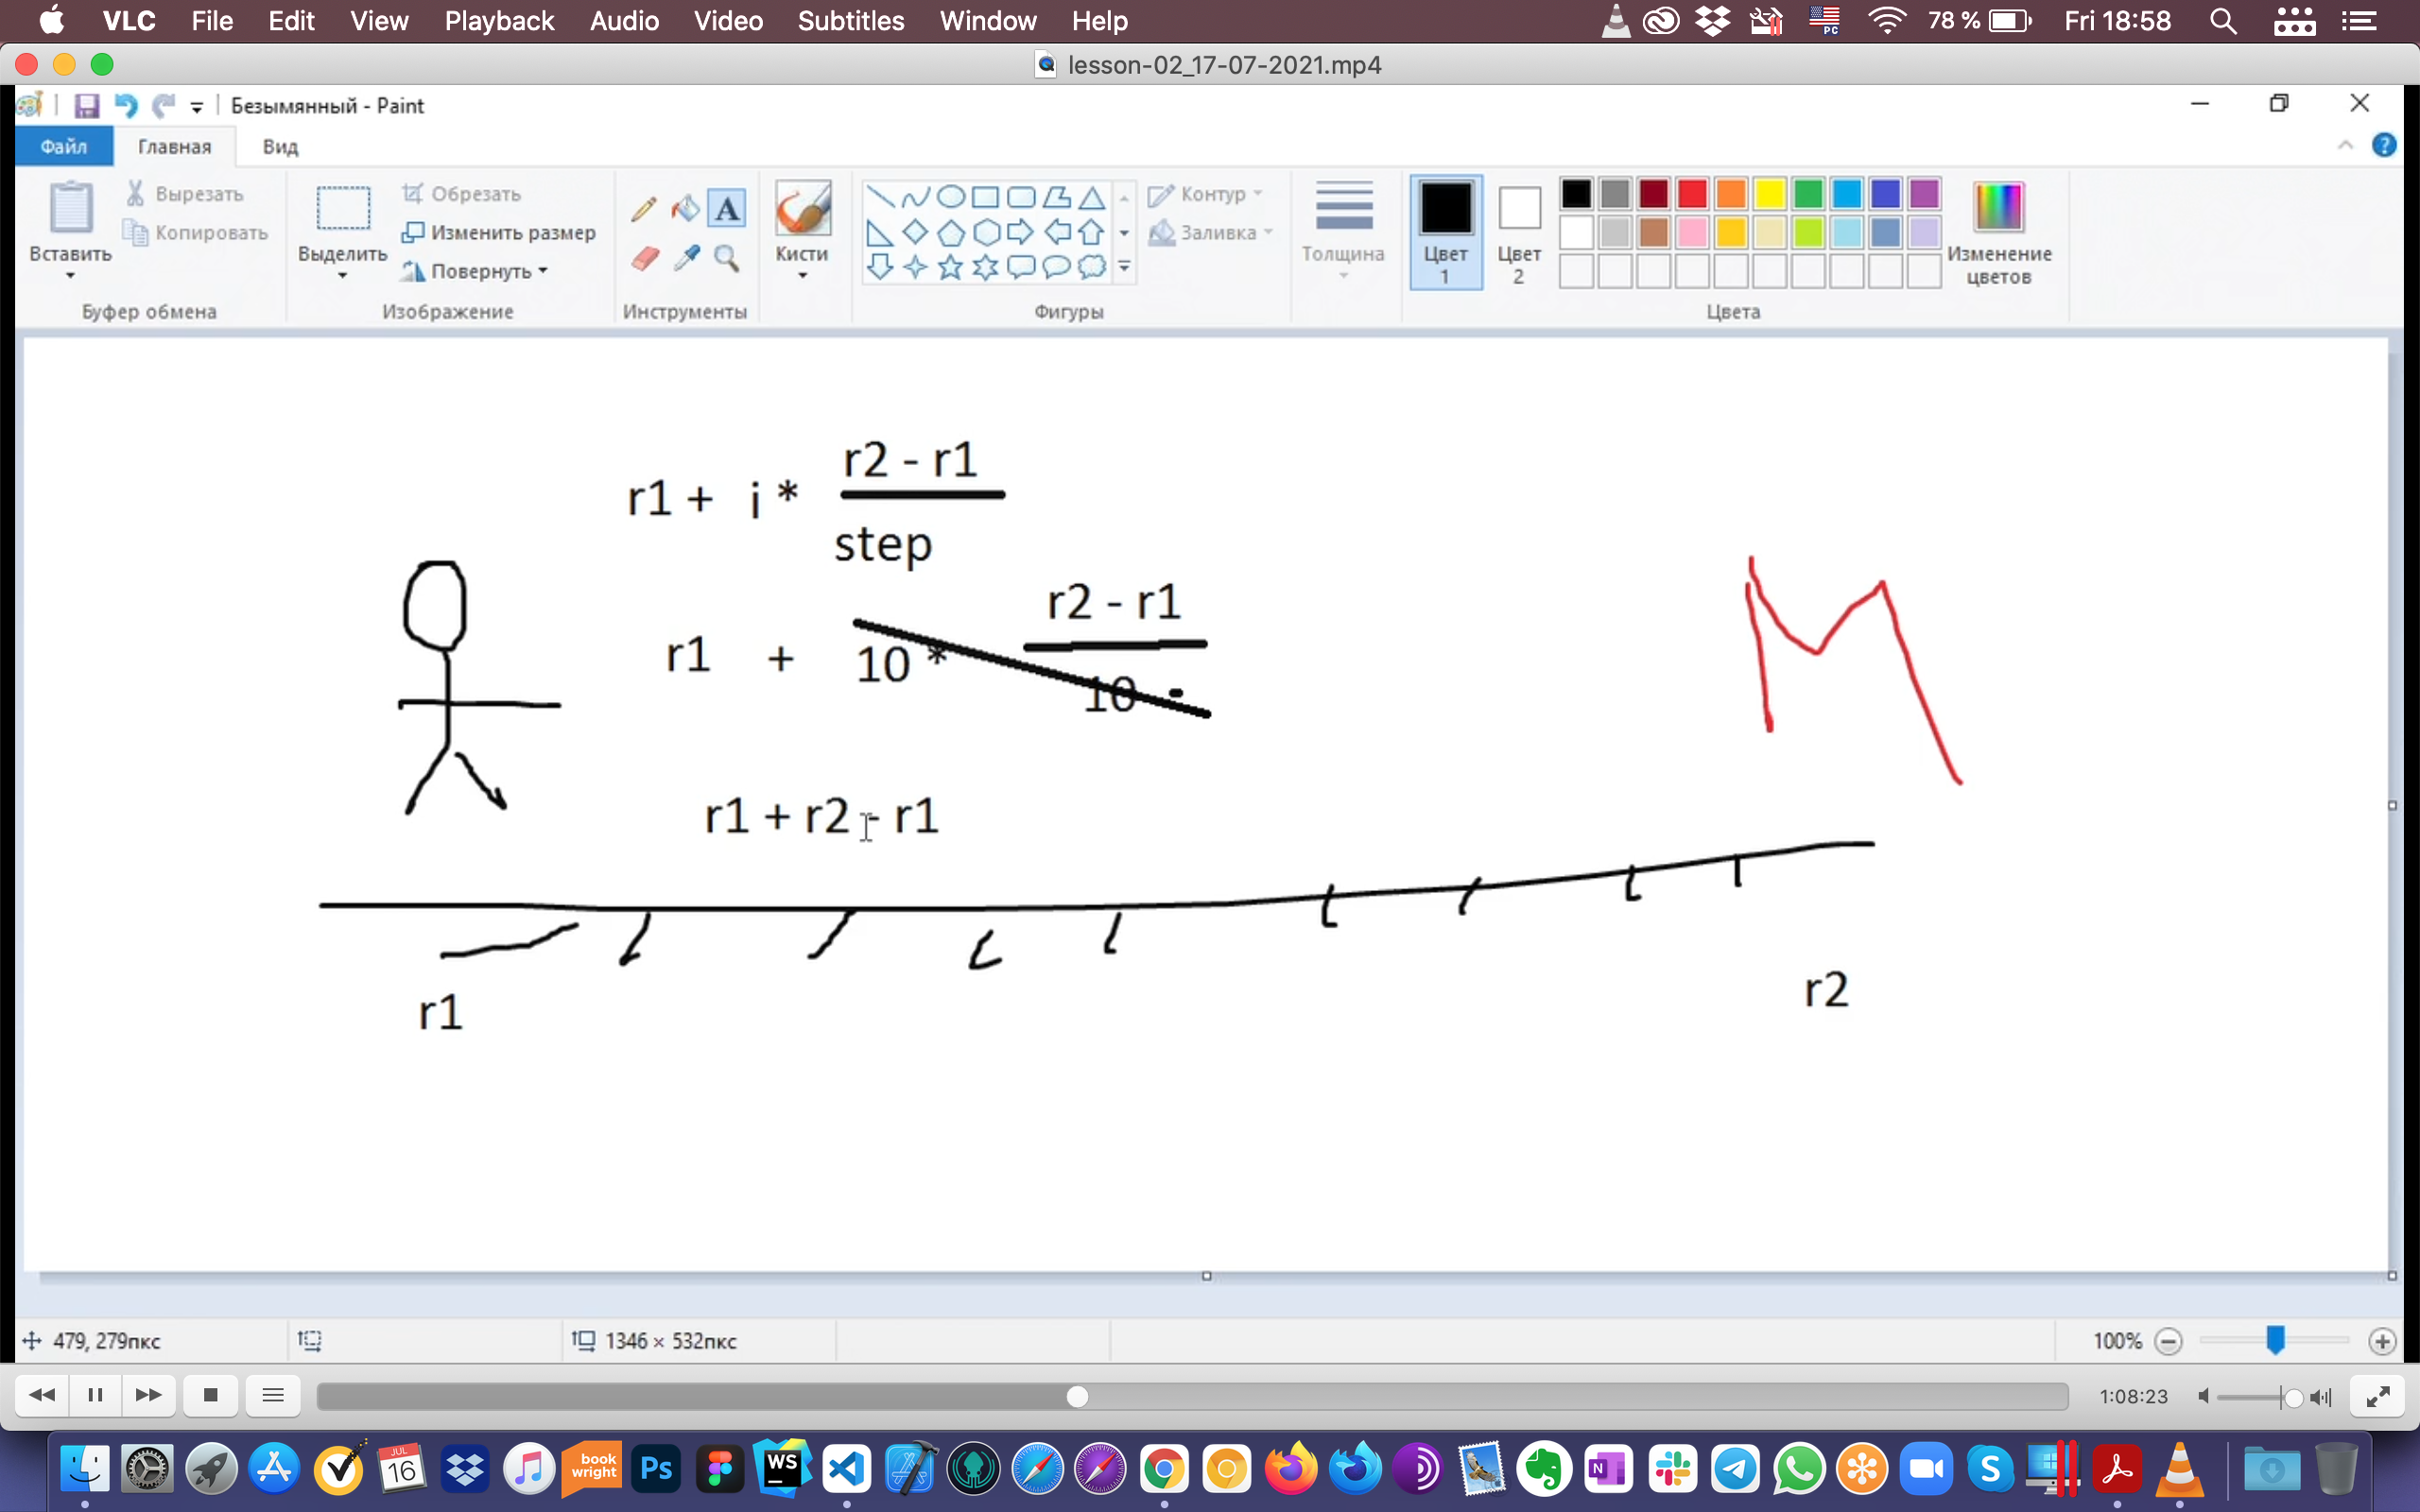 VLC File Edit View Playback Audio Video Subtitles Window Help
PC 78 % Fri 18:58
lesson-02_17-07-2021.mp4
Безымянный - Paint
Файл Главная Вид
Вставить
Вырезать
Копировать
Буфер обмена
Выделить
Обрезать
Изменить размер
Повернуть
Изображение
A
Инструменты
Кисти
Фигуры
Контур
Заливка
Толщина
Цвет 1
Цвет 2
Изменение цветов
Цвета
r2 - r1
r1 + i *
step
r2 - r1
r1 + 10 *
10
M
r1 + r2 - r1
r1
r2
479, 279пкс
1346 × 532пкс
100%
1:08:23
JUL
16
book
wright
Ps
WS
N
S